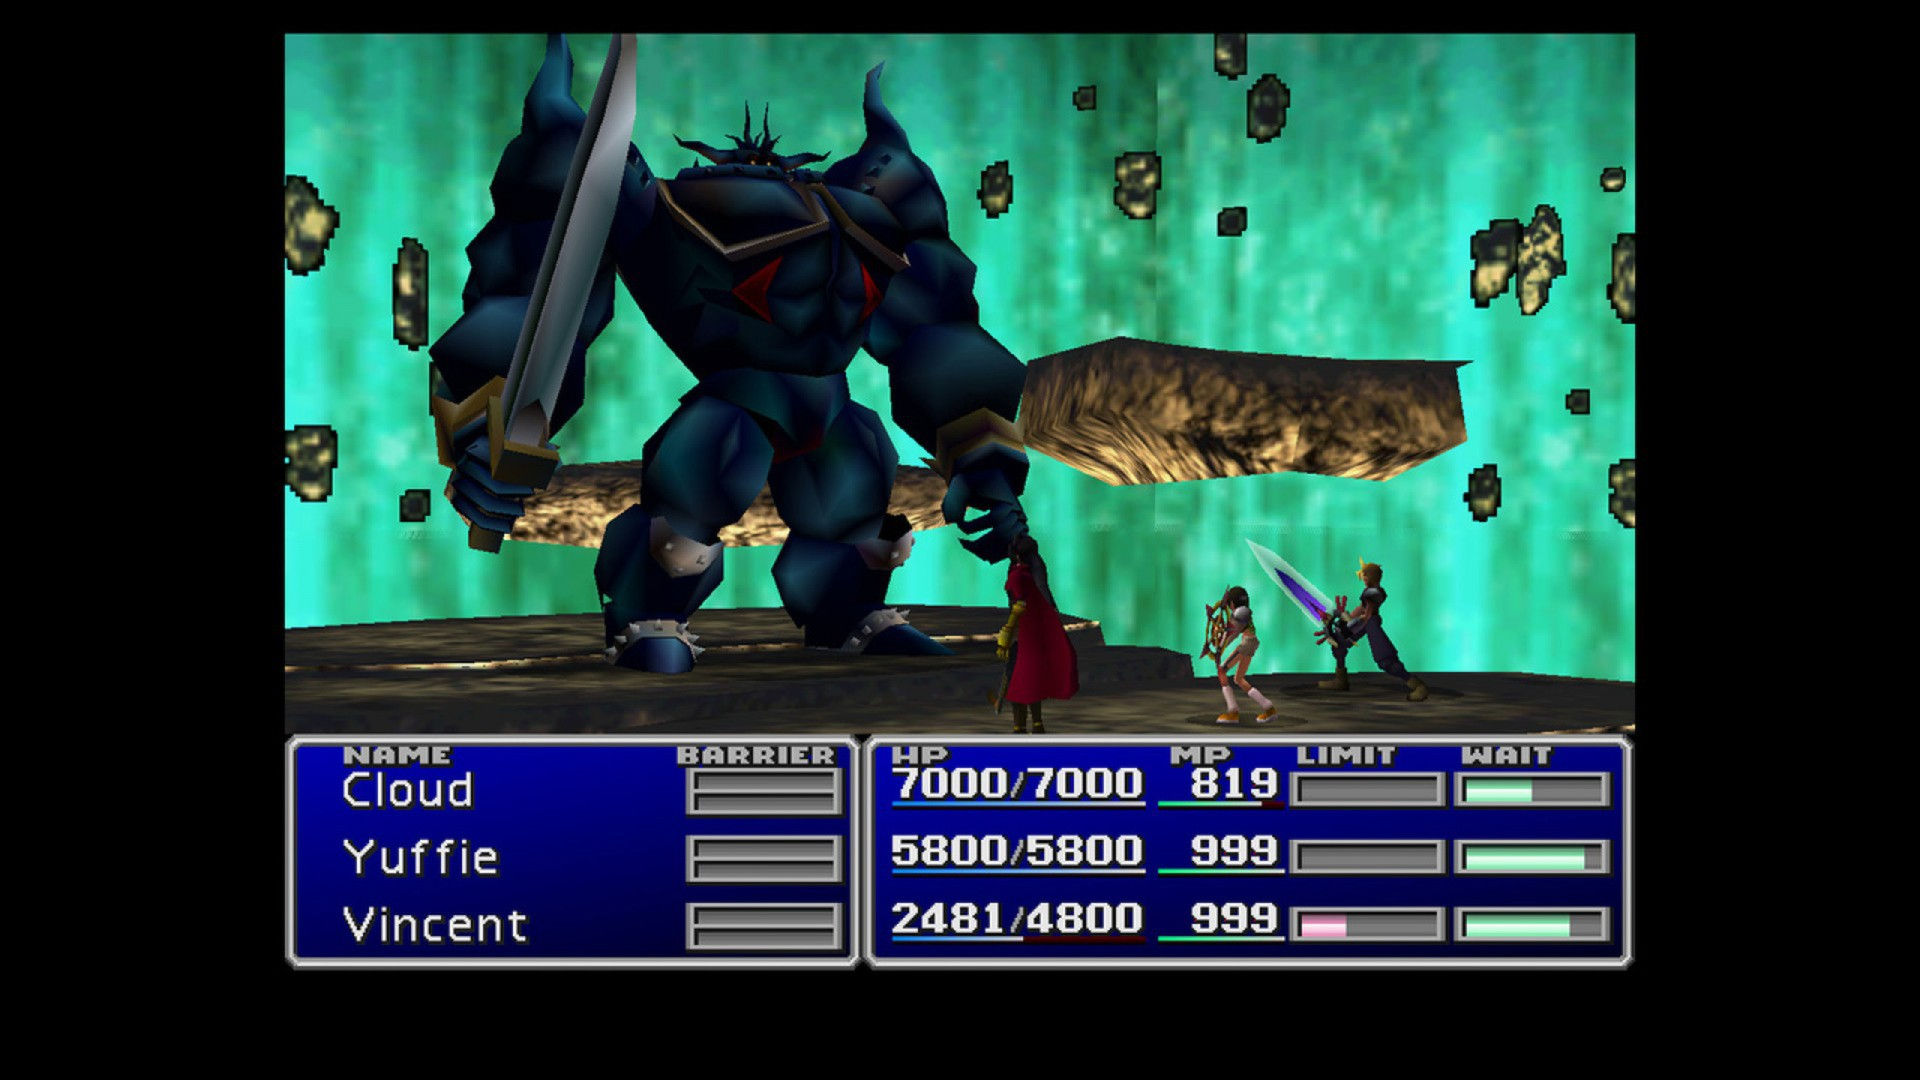 NAME BARRIER HP MP LIMIT WAIT
Cloud 7000/7000 819
Yuffie 5800/5800 999
Vincent 2481/4800 999